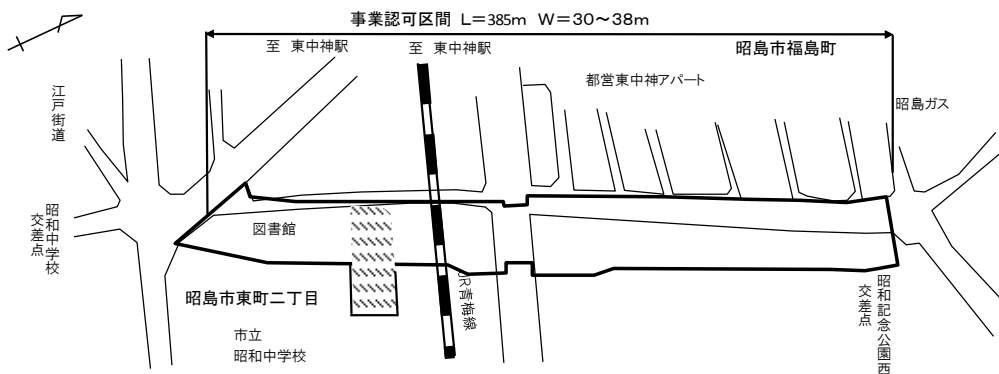 事業認可区間 L=385m W=30～38m
至 東中神駅
至 東中神駅
昭島市福島町
都営東中神アパート
昭島ガス
江戸街道
昭和中学校
交差点
図書館
昭島市東町二丁目
市立
昭和中学校
JR青梅線
昭和記念公園西
交差点